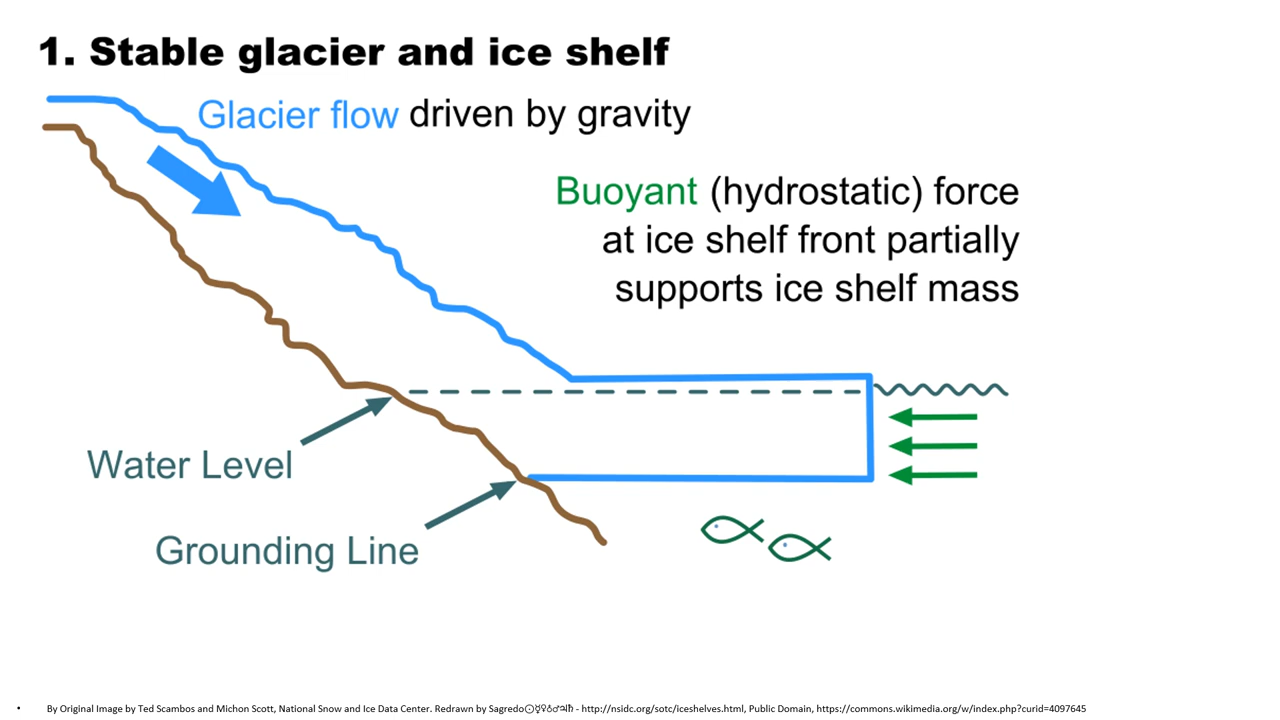 1. Stable glacier and ice shelf
Glacier flow driven by gravity
Buoyant (hydrostatic) force
at ice shelf front partially
supports ice shelf mass
Water Level
Grounding Line
• By Original Image by Ted Scambos and Michon Scott, National Snow and Ice Data Center. Redrawn by Sagredo⊙☿♀♁♂♃♄ - http://nsidc.org/sotc/iceshelves.html, Public Domain, https://commons.wikimedia.org/w/index.php?curid=4097645